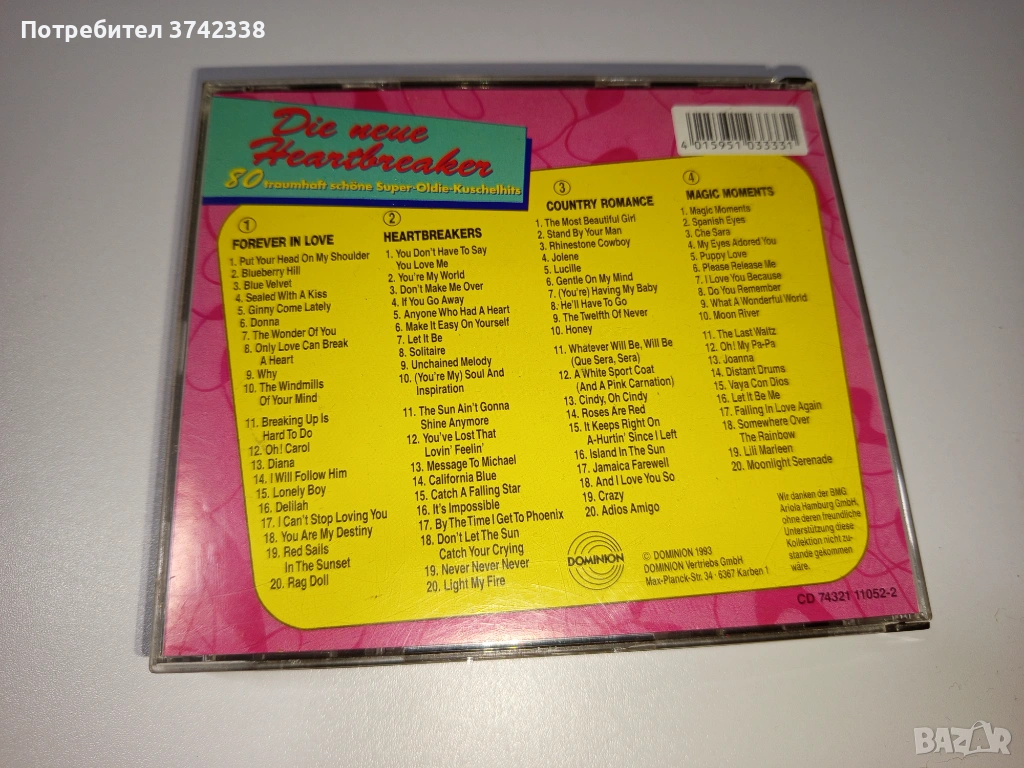 Потребител 3742338
Die neue
Heartbreaker
80 traumhaft schöne Super-Oldie-Kuschelhits
4 015951 033331
1
FOREVER IN LOVE
1. Put Your Head On My Shoulder
2. Blueberry Hill
3. Blue Velvet
4. Sealed With A Kiss
5. Ginny Come Lately
6. Donna
7. The Wonder Of You
8. Only Love Can Break
A Heart
9. Why
10. The Windmills
Of Your Mind
11. Breaking Up Is
Hard To Do
12. Oh! Carol
13. Diana
14. I Will Follow Him
15. Lonely Boy
16. Delilah
17. I Can't Stop Loving You
18. You Are My Destiny
19. Red Sails
In The Sunset
20. Rag Doll
2
HEARTBREAKERS
1. You Don't Have To Say
You Love Me
2. You're My World
3. Don't Make Me Over
4. If You Go Away
5. Anyone Who Had A Heart
6. Make It Easy On Yourself
7. Let It Be
8. Solitaire
9. Unchained Melody
10. (You're My) Soul And
Inspiration
11. The Sun Ain't Gonna
Shine Anymore
12. You've Lost That
Lovin' Feelin'
13. Message To Michael
14. California Blue
15. Catch A Falling Star
16. It's Impossible
17. By The Time I Get To Phoenix
18. Don't Let The Sun
Catch Your Crying
19. Never Never Never
20. Light My Fire
3
COUNTRY ROMANCE
1. The Most Beautiful Girl
2. Stand By Your Man
3. Rhinestone Cowboy
4. Jolene
5. Lucille
6. Gentle On My Mind
7. (You're) Having My Baby
8. He'll Have To Go
9. The Twelfth Of Never
10. Honey
11. Whatever Will Be, Will Be
(Que Sera, Sera)
12. A White Sport Coat
(And A Pink Carnation)
13. Cindy, Oh Cindy
14. Roses Are Red
15. It Keeps Right On
A-Hurtin' Since I Left
16. Island In The Sun
17. Jamaica Farewell
18. And I Love You So
19. Crazy
20. Adios Amigo
4
MAGIC MOMENTS
1. Magic Moments
2. Spanish Eyes
3. Che Sara
4. My Eyes Adored You
5. Puppy Love
6. Please Release Me
7. I Love You Because
8. Do You Remember
9. What A Wonderful World
10. Moon River
11. The Last Waltz
12. Oh! My Pa-Pa
13. Joanna
14. Distant Drums
15. Vaya Con Dios
16. Let It Be Me
17. Falling In Love Again
18. Somewhere Over
The Rainbow
19. Lili Marleen
20. Moonlight Serenade
DOMINION
© DOMINION 1993
DOMINION Vertriebs GmbH
Max-Planck-Str. 34 · 6367 Karben 1
Wir danken der BMG
Ariola Hamburg GmbH,
ohne deren freundliche
Unterstützung diese
Kollektion nicht zu-
stande gekommen
wäre.
CD 74321 11052-2
BAZAR